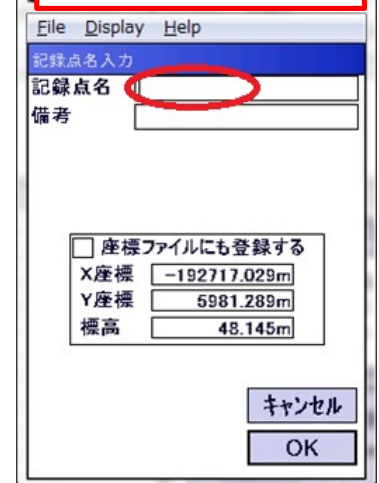 File Display Help
記録点名入力
記録点名
備考
座標ファイルにも登録する
X座標 -192717.029m
Y座標 5981.289m
標高 48.145m
キャンセル
OK